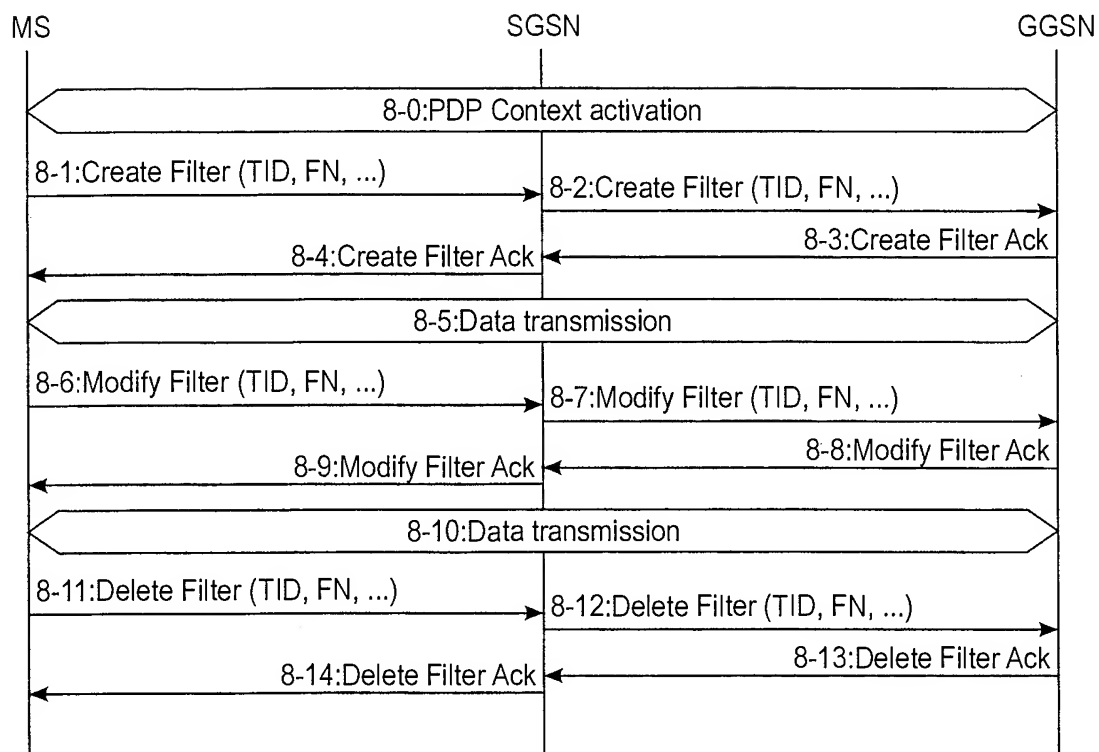 MS
SGSN
GGSN
8-0:PDP Context activation
8-1:Create Filter (TID, FN, ...)
8-2:Create Filter (TID, FN, ...)
8-3:Create Filter Ack
8-4:Create Filter Ack
8-5:Data transmission
8-6:Modify Filter (TID, FN, ...)
8-7:Modify Filter (TID, FN, ...)
8-8:Modify Filter Ack
8-9:Modify Filter Ack
8-10:Data transmission
8-11:Delete Filter (TID, FN, ...)
8-12:Delete Filter (TID, FN, ...)
8-13:Delete Filter Ack
8-14:Delete Filter Ack